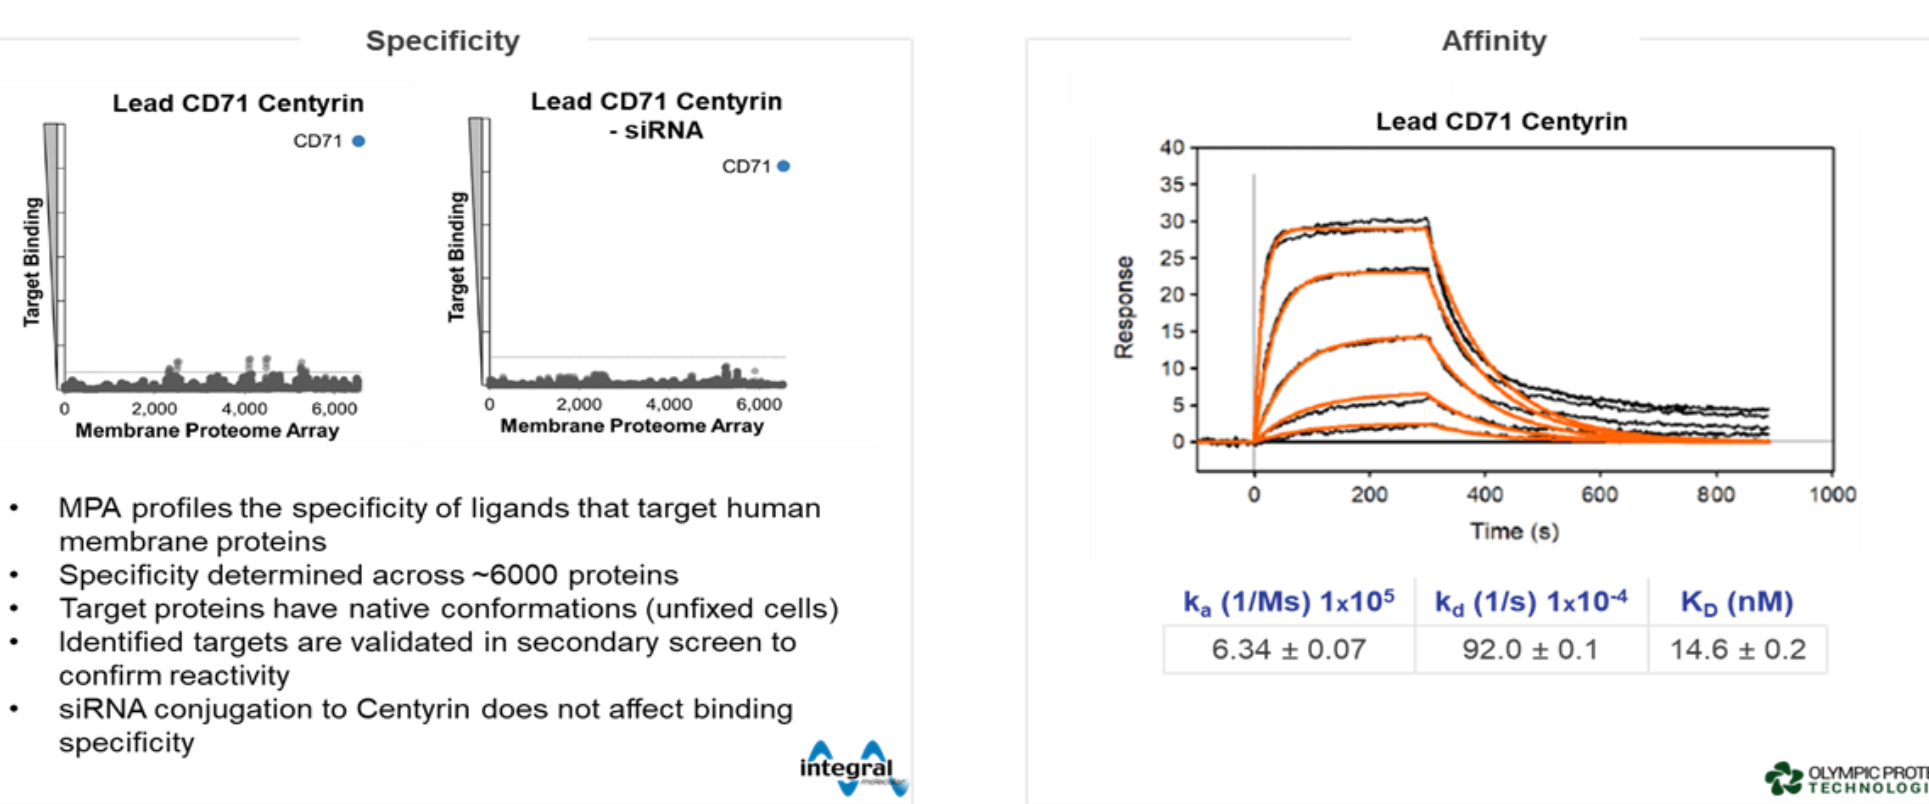 Specificity
Lead CD71 Centyrin
CD71
Target Binding
0 2,000 4,000 6,000
Membrane Proteome Array
Lead CD71 Centyrin
- siRNA
CD71
Target Binding
0 2,000 4,000 6,000
Membrane Proteome Array
• MPA profiles the specificity of ligands that target human
membrane proteins
• Specificity determined across ~6000 proteins
• Target proteins have native conformations (unfixed cells)
• Identified targets are validated in secondary screen to
confirm reactivity
• siRNA conjugation to Centyrin does not affect binding
specificity
integral
Affinity
Lead CD71 Centyrin
40
35
30
25
20
15
10
5
0
Response
0 200 400 600 800 1000
Time (s)
kₐ (1/Ms) 1x10⁵ k_d (1/s) 1x10⁻⁴ K_D (nM)
6.34 ± 0.07 92.0 ± 0.1 14.6 ± 0.2
OLYMPIC PROTE
TECHNOLOGI